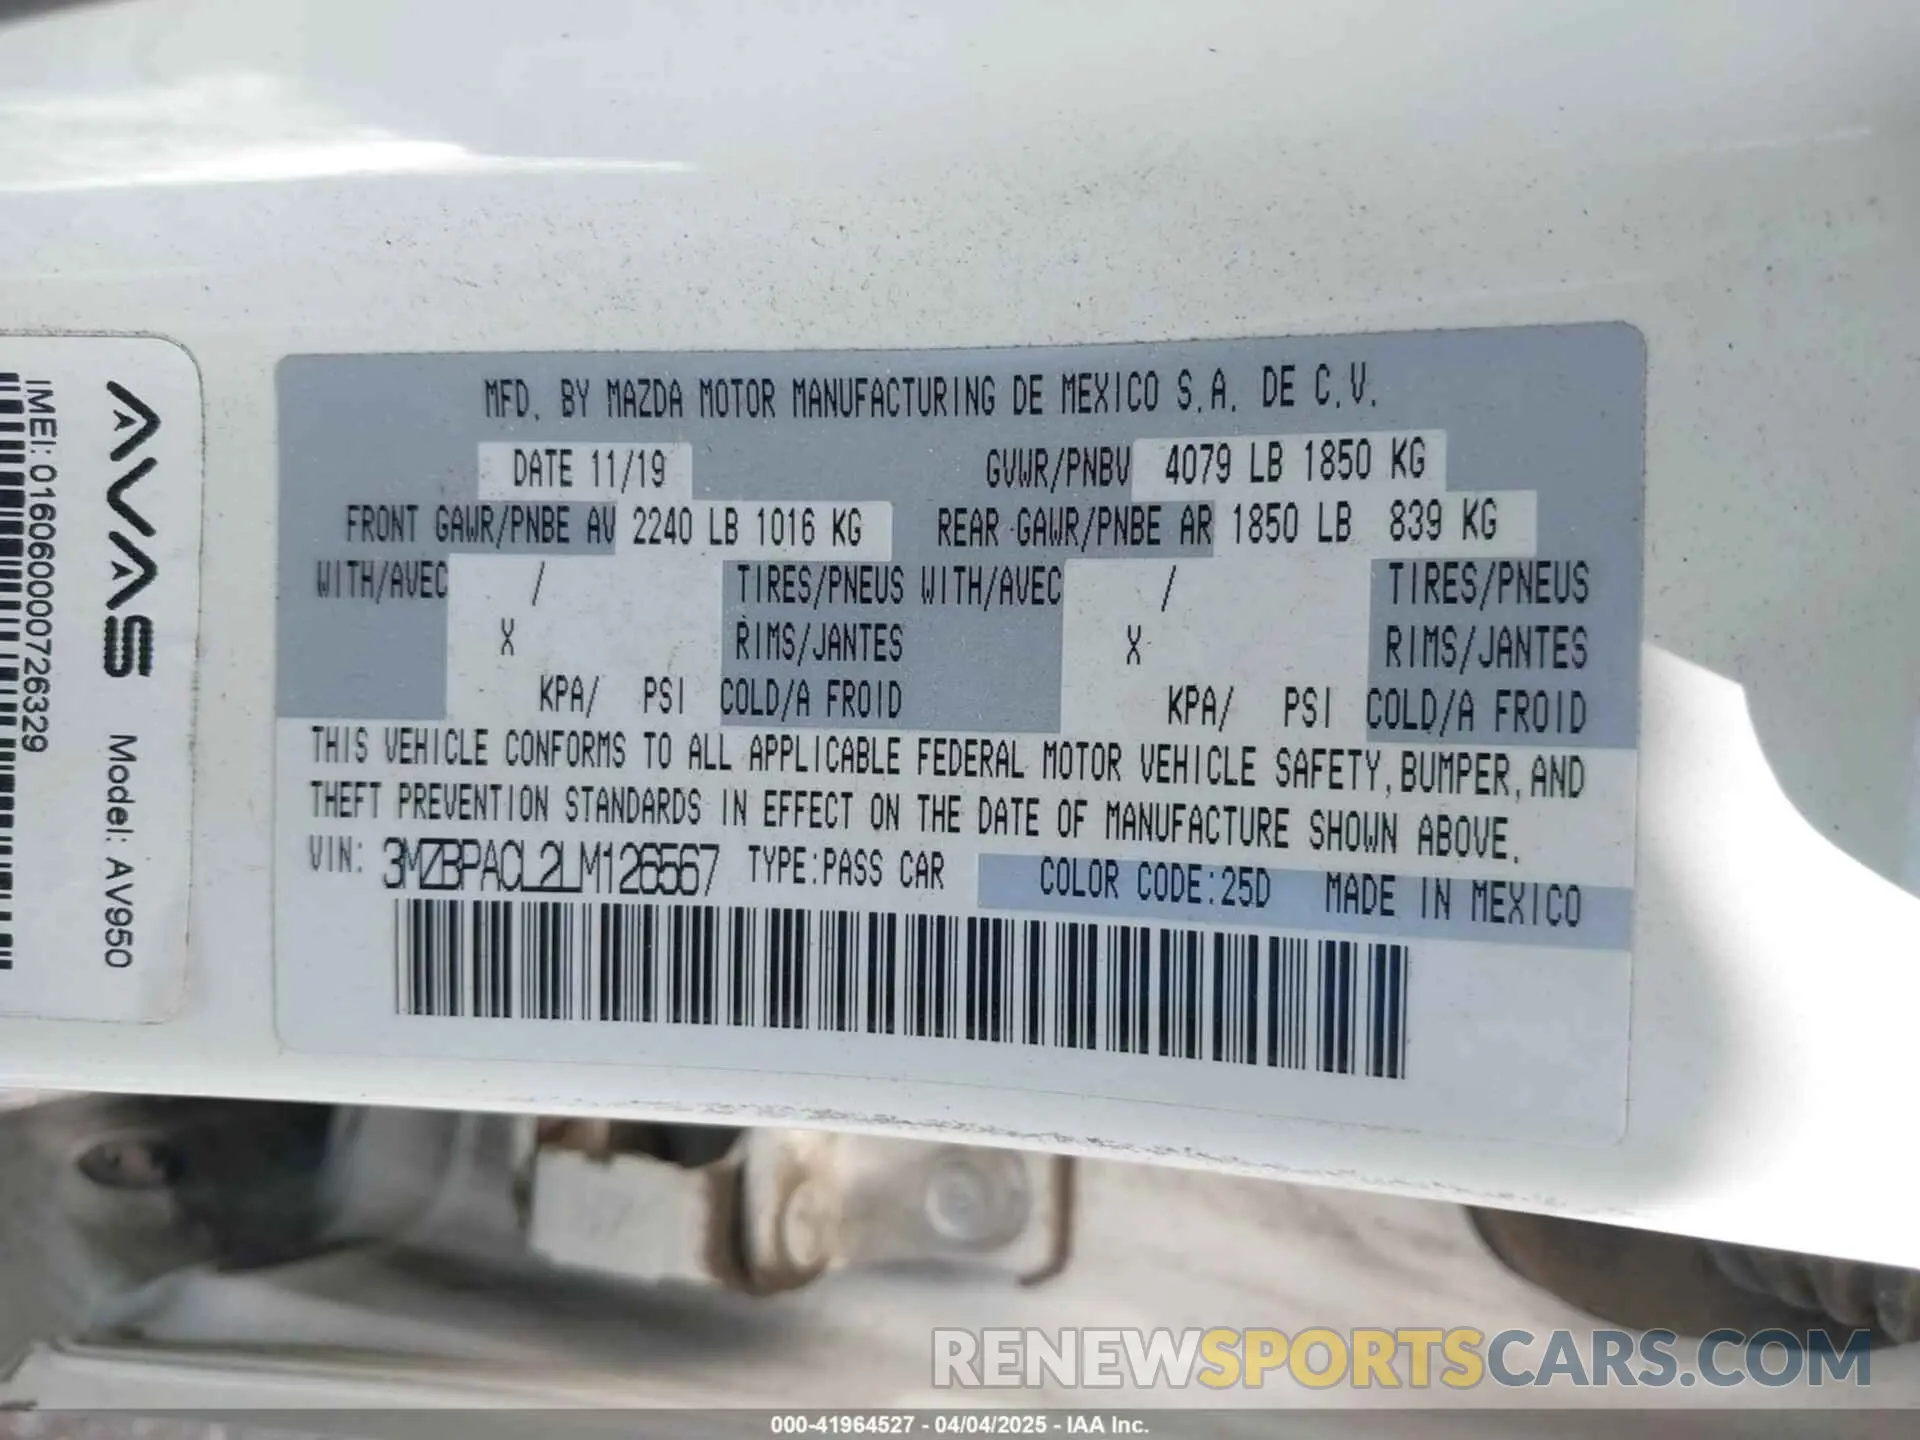 AVAS Model: AV950
IMEI: 016060000726329
MFD. BY MAZDA MOTOR MANUFACTURING DE MEXICO S.A. DE C.V.
DATE 11/19 GVWR/PNBV 4079 LB 1850 KG
FRONT GAWR/PNBE AV 2240 LB 1016 KG REAR GAWR/PNBE AR 1850 LB 839 KG
WITH/AVEC / TIRES/PNEUS WITH/AVEC / TIRES/PNEUS
X RIMS/JANTES X RIMS/JANTES
KPA/ PSI COLD/A FROID KPA/ PSI COLD/A FROID
THIS VEHICLE CONFORMS TO ALL APPLICABLE FEDERAL MOTOR VEHICLE SAFETY, BUMPER, AND
THEFT PREVENTION STANDARDS IN EFFECT ON THE DATE OF MANUFACTURE SHOWN ABOVE.
VIN: 3MZBPACL2LM126567 TYPE:PASS CAR COLOR CODE:25D MADE IN MEXICO
RENEWSPORTSCARS.COM
000-41964527 - 04/04/2025 - IAA Inc.